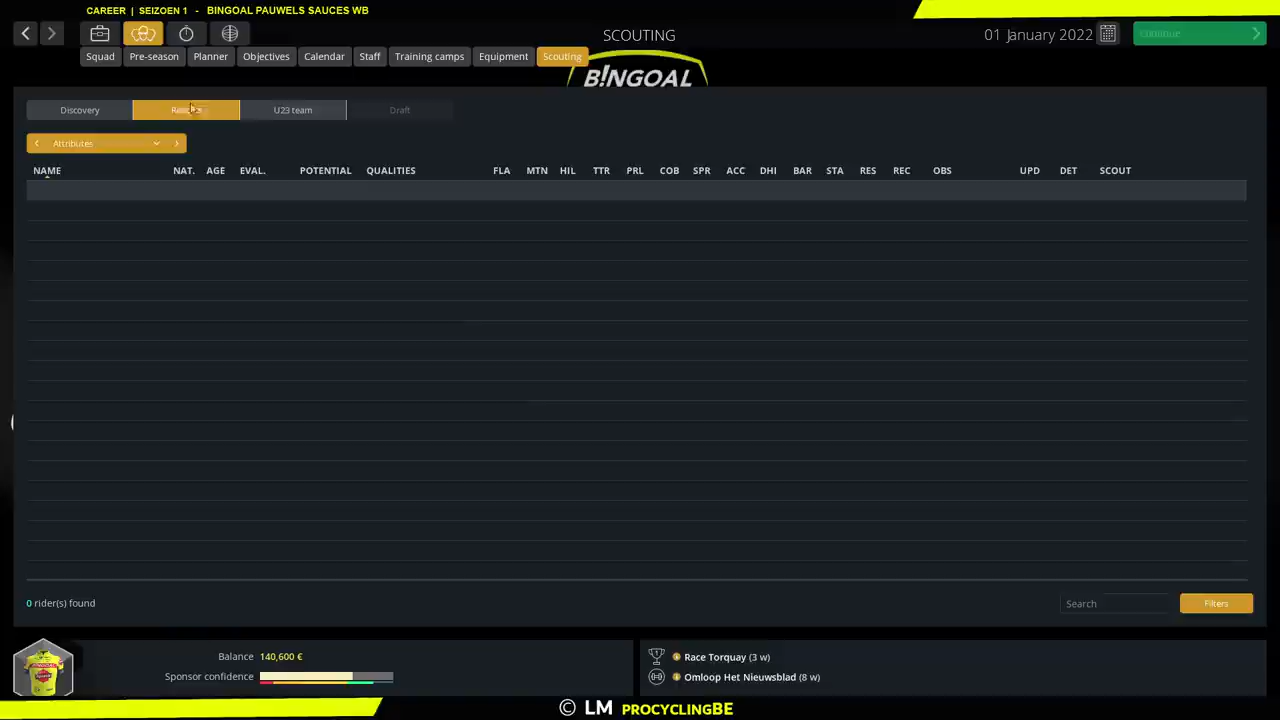 CAREER | SEIZOEN 1 - BINGOAL PAUWELS SAUCES WB
SCOUTING
01 January 2022
Continue
Squad Pre-season Planner Objectives Calendar Staff Training camps Equipment Scouting
B!NGOAL
Discovery U23 team Draft
Attributes
NAME NAT. AGE EVAL. POTENTIAL QUALITIES FLA MTN HIL TTR PRL COB SPR ACC DHI BAR STA RES REC OBS UPD DET SCOUT
0 rider(s) found
Search
Filters
Balance 140,600 €
Sponsor confidence
Race Torquay (3 w)
Omloop Het Nieuwsblad (8 w)
© LM PROCYCLINGBE